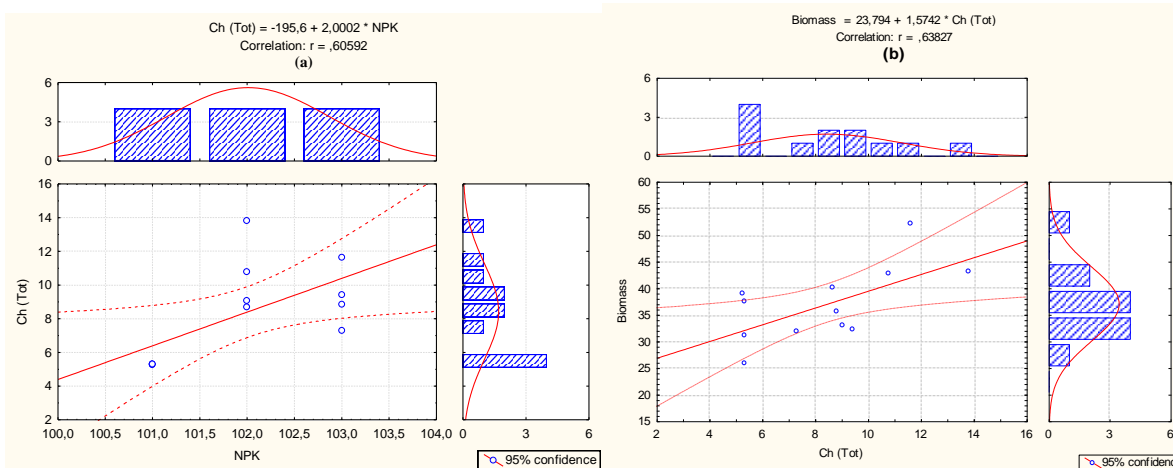 Ch (Tot) = -195,6 + 2,0002 * NPK
Correlation: r = ,60592
(a)
6
3
0
16
14
12
10
8
6
4
2
Ch (Tot)
100,0 100,5 101,0 101,5 102,0 102,5 103,0 103,5 104,0
NPK
0 3 6
95% confidence
Biomass = 23,794 + 1,5742 * Ch (Tot)
Correlation: r = ,63827
(b)
6
3
0
60
55
50
45
40
35
30
25
20
15
Biomass
2 4 6 8 10 12 14 16
Ch (Tot)
0 3 6
95% confidenc